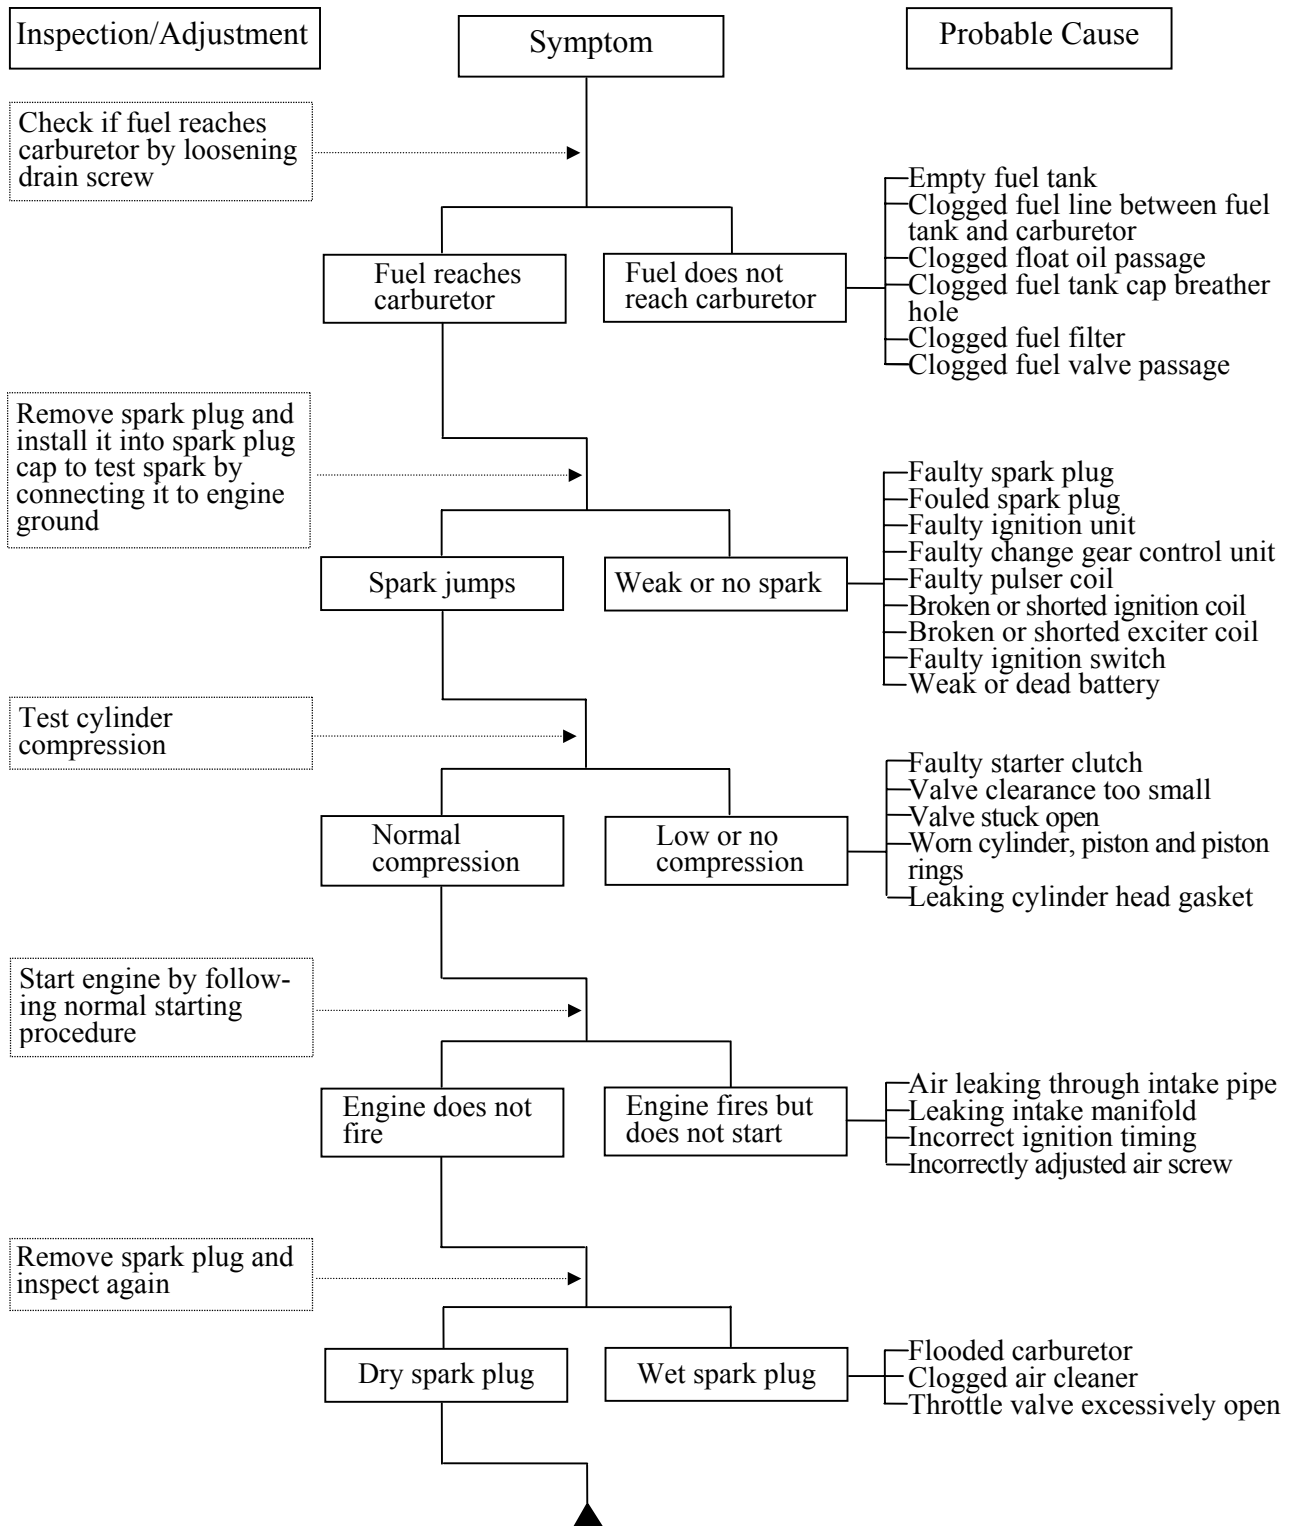 Inspection/Adjustment
Symptom
Probable Cause
Check if fuel reaches
carburetor by loosening
drain screw
Empty fuel tank
Clogged fuel line between fuel
tank and carburetor
Clogged float oil passage
Clogged fuel tank cap breather
hole
Clogged fuel filter
Clogged fuel valve passage
Fuel reaches
carburetor
Fuel does not
reach carburetor
Remove spark plug and
install it into spark plug
cap to test spark by
connecting it to engine
ground
Faulty spark plug
Fouled spark plug
Faulty ignition unit
Faulty change gear control unit
Faulty pulser coil
Broken or shorted ignition coil
Broken or shorted exciter coil
Faulty ignition switch
Weak or dead battery
Spark jumps
Weak or no spark
Test cylinder
compression
Faulty starter clutch
Valve clearance too small
Valve stuck open
Worn cylinder, piston and piston
rings
Leaking cylinder head gasket
Normal
compression
Low or no
compression
Start engine by follow-
ing normal starting
procedure
Air leaking through intake pipe
Leaking intake manifold
Incorrect ignition timing
Incorrectly adjusted air screw
Engine does not
fire
Engine fires but
does not start
Remove spark plug and
inspect again
Flooded carburetor
Clogged air cleaner
Throttle valve excessively open
Dry spark plug
Wet spark plug